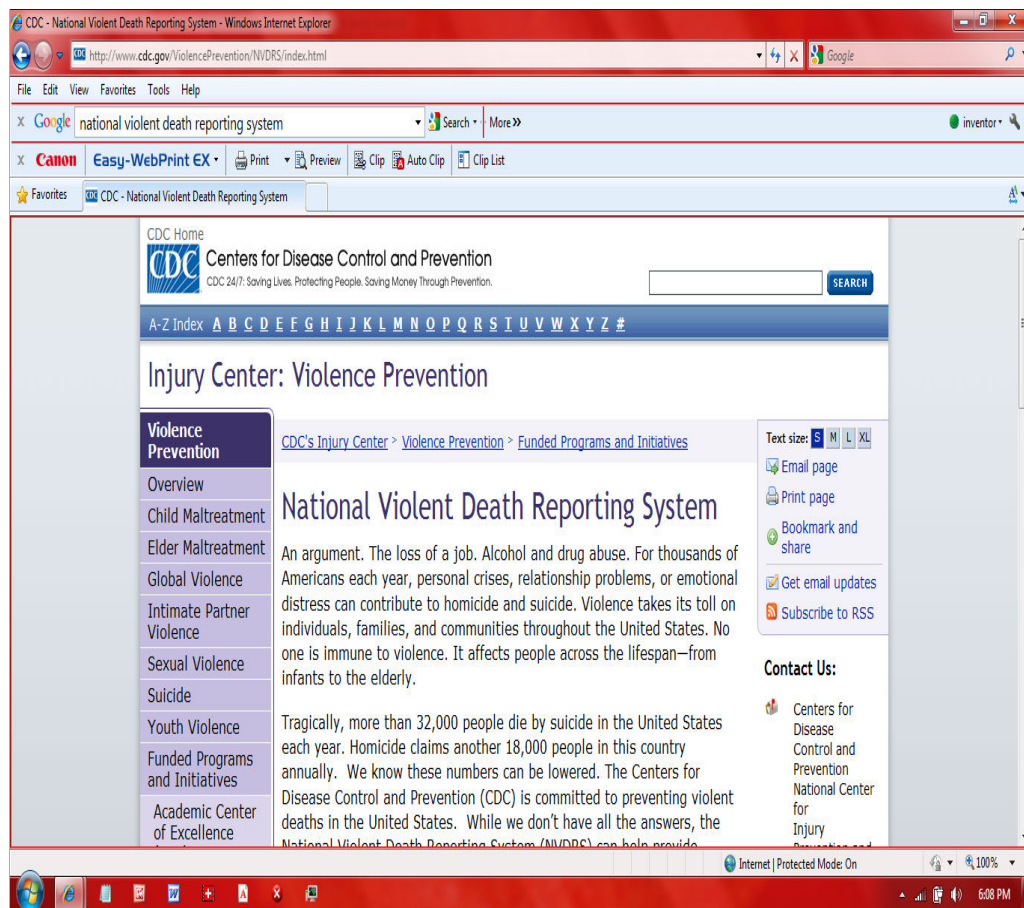 CDC - National Violent Death Reporting System - Windows Internet Explorer
http://www.cdc.gov/ViolencePrevention/NVDRS/index.html
Google
File Edit View Favorites Tools Help
x Google national violent death reporting system Search More >> inventor
x Canon Easy-WebPrint EX Print Preview Clip Auto Clip Clip List
Favorites CDC - National Violent Death Reporting System
CDC Home
CDC Centers for Disease Control and Prevention
CDC 24/7: Saving Lives. Protecting People. Saving Money Through Prevention.
SEARCH
A-Z Index A B C D E F G H I J K L M N O P Q R S T U V W X Y Z #
Injury Center: Violence Prevention
Violence
Prevention
Overview
Child Maltreatment
Elder Maltreatment
Global Violence
Intimate Partner
Violence
Sexual Violence
Suicide
Youth Violence
Funded Programs
and Initiatives
Academic Center
of Excellence
CDC's Injury Center > Violence Prevention > Funded Programs and Initiatives
National Violent Death Reporting System
An argument. The loss of a job. Alcohol and drug abuse. For thousands of
Americans each year, personal crises, relationship problems, or emotional
distress can contribute to homicide and suicide. Violence takes its toll on
individuals, families, and communities throughout the United States. No
one is immune to violence. It affects people across the lifespan—from
infants to the elderly.
Tragically, more than 32,000 people die by suicide in the United States
each year. Homicide claims another 18,000 people in this country
annually. We know these numbers can be lowered. The Centers for
Disease Control and Prevention (CDC) is committed to preventing violent
deaths in the United States. While we don't have all the answers, the
National Violent Death Reporting System (NVDRS) can help provide
Text size: S M L XL
Email page
Print page
Bookmark and
share
Get email updates
Subscribe to RSS
Contact Us:
Centers for
Disease
Control and
Prevention
National Center
for
Injury
Prevention and
Internet | Protected Mode: On 100%
6:08 PM